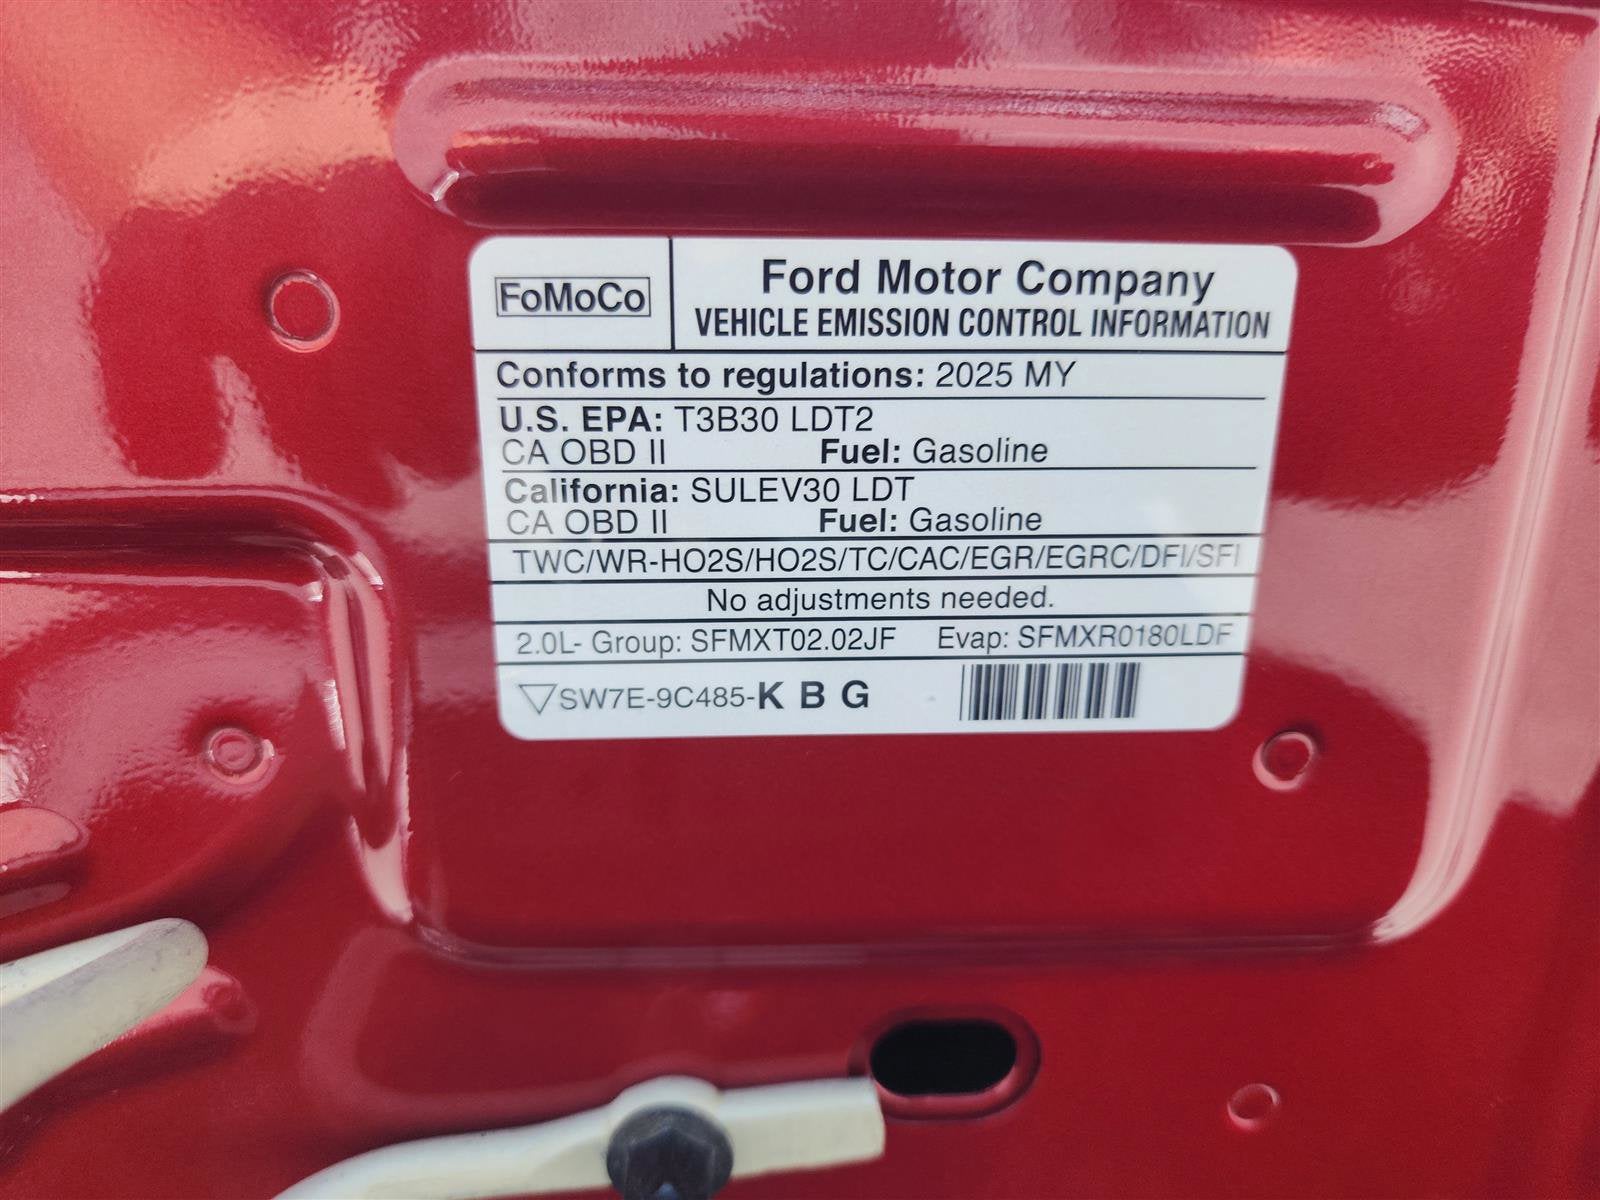 FoMoCo
Ford Motor Company
VEHICLE EMISSION CONTROL INFORMATION
Conforms to regulations: 2025 MY
U.S. EPA: T3B30 LDT2
CA OBD II Fuel: Gasoline
California: SULEV30 LDT
CA OBD II Fuel: Gasoline
TWC/WR-HO2S/HO2S/TC/CAC/EGR/EGRC/DFI/SFI
No adjustments needed.
2.0L- Group: SFMXT02.02JF Evap: SFMXR0180LDF
SW7E-9C485-K B G